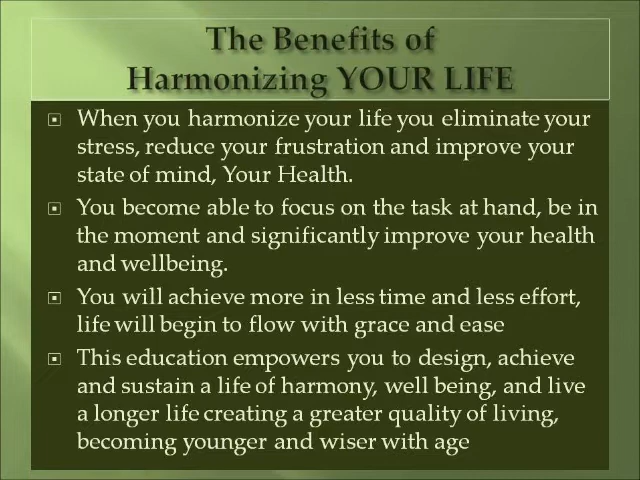 The Benefits of
Harmonizing YOUR LIFE
When you harmonize your life you eliminate your
stress, reduce your frustration and improve your
state of mind, Your Health.
You become able to focus on the task at hand, be in
the moment and significantly improve your health
and wellbeing.
You will achieve more in less time and less effort,
life will begin to flow with grace and ease
This education empowers you to design, achieve
and sustain a life of harmony, well being, and live
a longer life creating a greater quality of living,
becoming younger and wiser with age